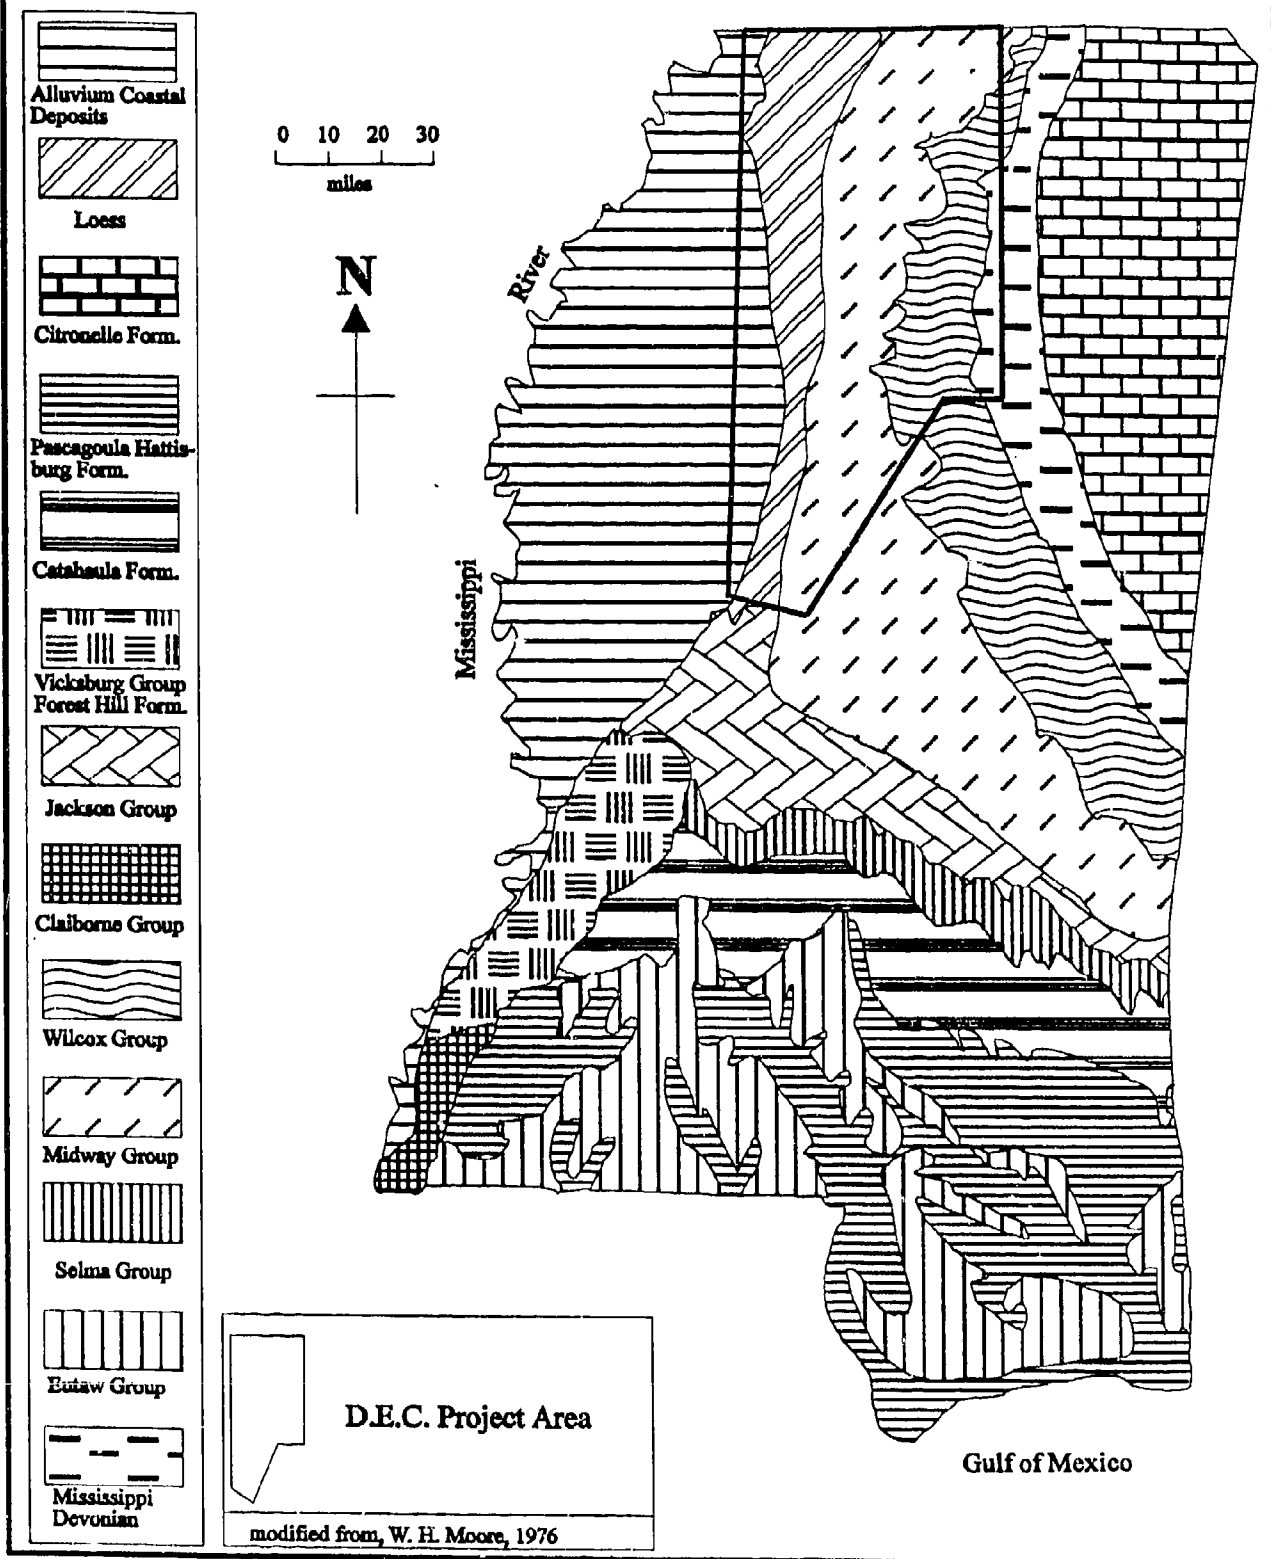 Alluvium Coastal
Deposits
Loess
Citronelle Form.
Pascagoula Hattis-
burg Form.
Catahaula Form.
Vicksburg Group
Forest Hill Form.
Jackson Group
Claiborne Group
Wilcox Group
Midway Group
Selma Group
Eutaw Group
Mississippi
Devonian
0 10 20 30
miles
N
River
Mississippi
D.E.C. Project Area
modified from, W. H. Moore, 1976
Gulf of Mexico